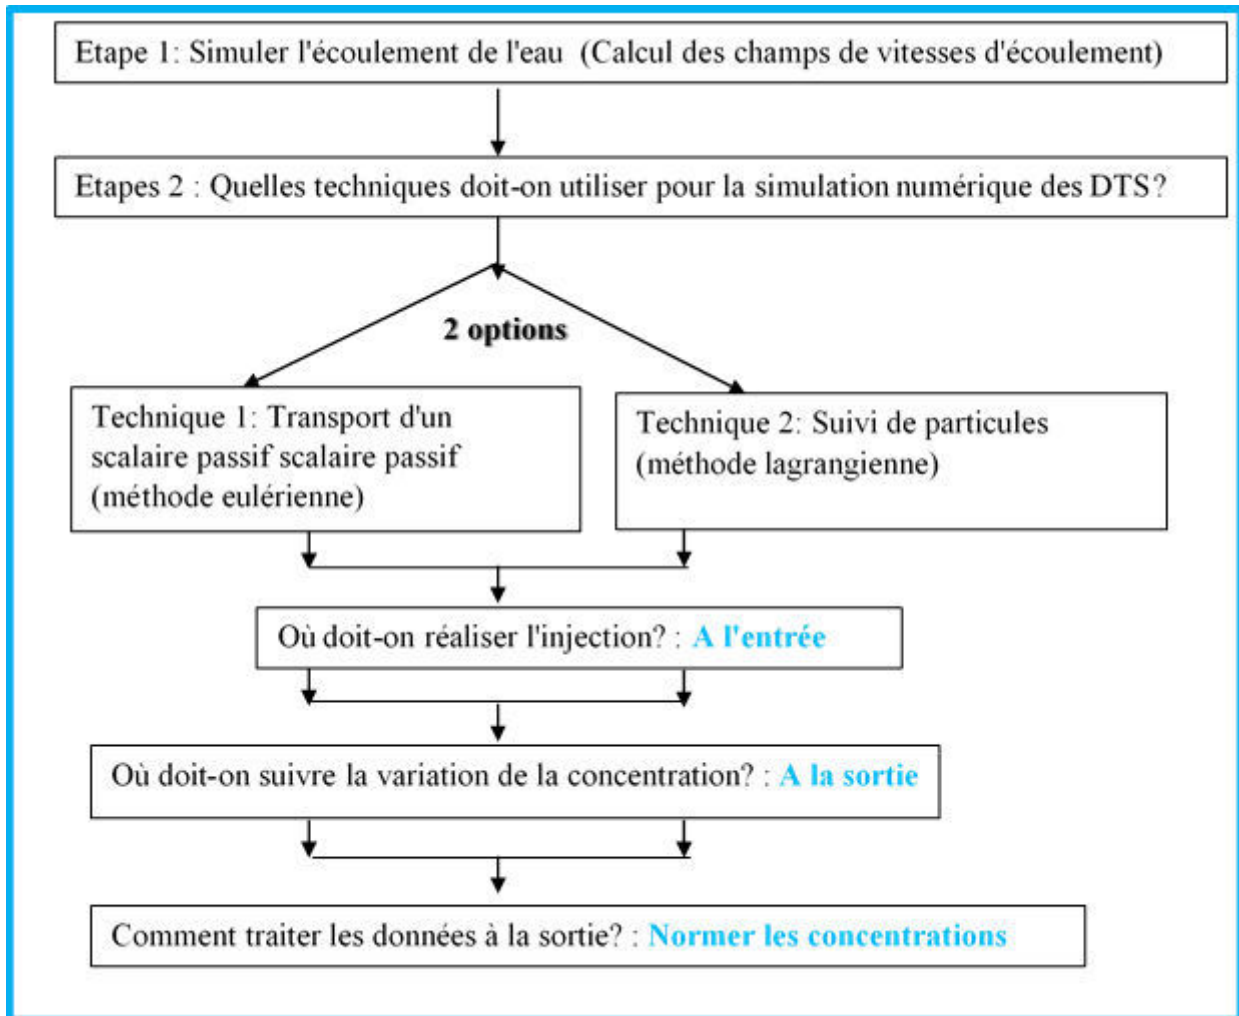 Etape 1: Simuler l'écoulement de l'eau (Calcul des champs de vitesses d'écoulement)
Etapes 2 : Quelles techniques doit-on utiliser pour la simulation numérique des DTS?
2 options
Technique 1: Transport d'un
scalaire passif scalaire passif
(méthode eulérienne)
Technique 2: Suivi de particules
(méthode lagrangienne)
Où doit-on réaliser l'injection? : A l'entrée
Où doit-on suivre la variation de la concentration? : A la sortie
Comment traiter les données à la sortie? : Normer les concentrations